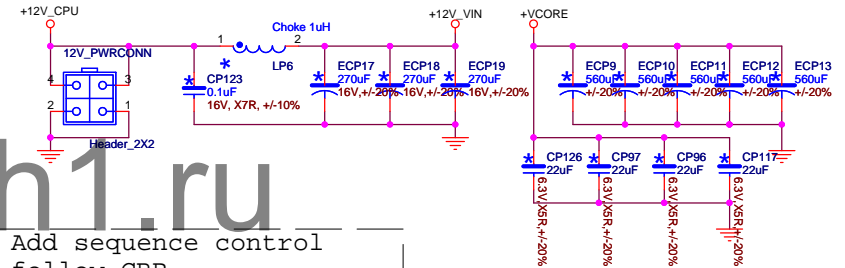 +12V_CPU
+12V_VIN
+VCORE
Choke 1uH
1
2
12V_PWRCONN
LP6
4
3
2
1
Header_2X2
CP123
0.1uF
16V, X7R, +/-10%
ECP17
270uF
16V,+/-20%
ECP18
270uF
16V,+/-20%
ECP19
270uF
16V,+/-20%
ECP9
560uF
+/-20%
ECP10
560uF
+/-20%
ECP11
560uF
+/-20%
ECP12
560uF
+/-20%
ECP13
560uF
+/-20%
CP126
22uF
6.3V,X5R,+/-20%
CP97
22uF
6.3V,X5R,+/-20%
CP96
22uF
6.3V,X5R,+/-20%
CP117
22uF
6.3V,X5R,+/-20%
h1.ru
Add sequence control
follow CRB